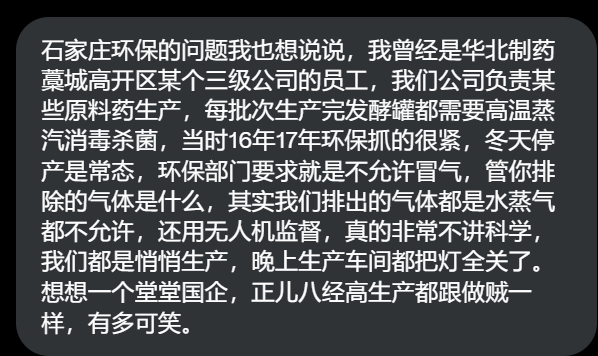 石家庄环保的问题我也想说说，我曾经是华北制药
藁城高开区某个三级公司的员工，我们公司负责某
些原料药生产，每批次生产完发酵罐都需要高温蒸
汽消毒杀菌，当时16年17年环保抓的很紧，冬天停
产是常态，环保部门要求就是不允许冒气，管你排
除的气体是什么，其实我们排出的气体都是水蒸气
都不允许，还用无人机监督，真的非常不讲科学，
我们都是悄悄生产，晚上生产车间都把灯全关了。
想想一个堂堂国企，正儿八经高生产都跟做贼一
样，有多可笑。